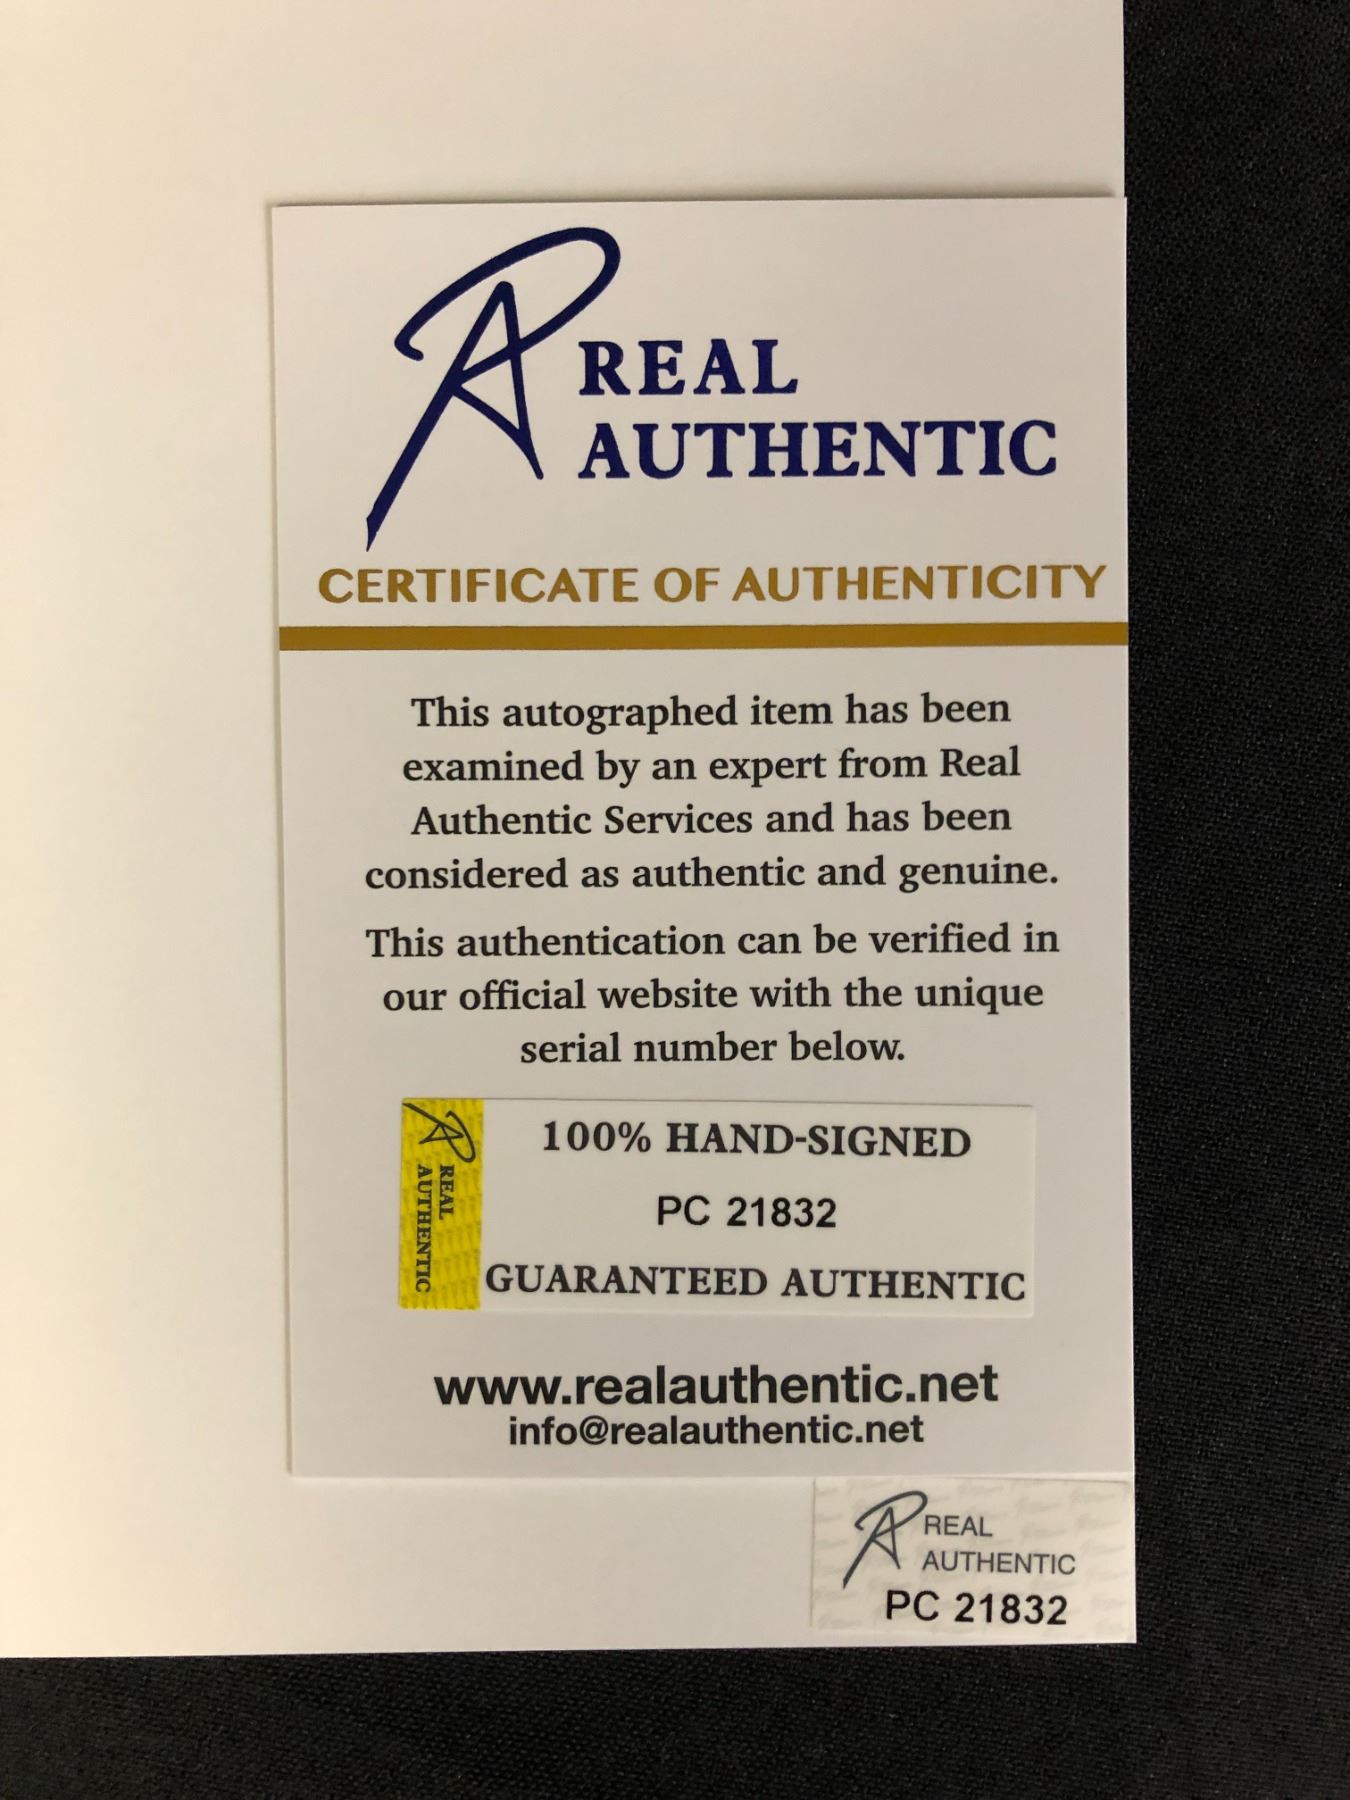 REAL
AUTHENTIC
CERTIFICATE OF AUTHENTICITY
This autographed item has been
examined by an expert from Real
Authentic Services and has been
considered as authentic and genuine.
This authentication can be verified in
our official website with the unique
serial number below.
REAL
AUTHENTIC
100% HAND-SIGNED
PC 21832
GUARANTEED AUTHENTIC
www.realauthentic.net
info@realauthentic.net
REAL
AUTHENTIC
PC 21832